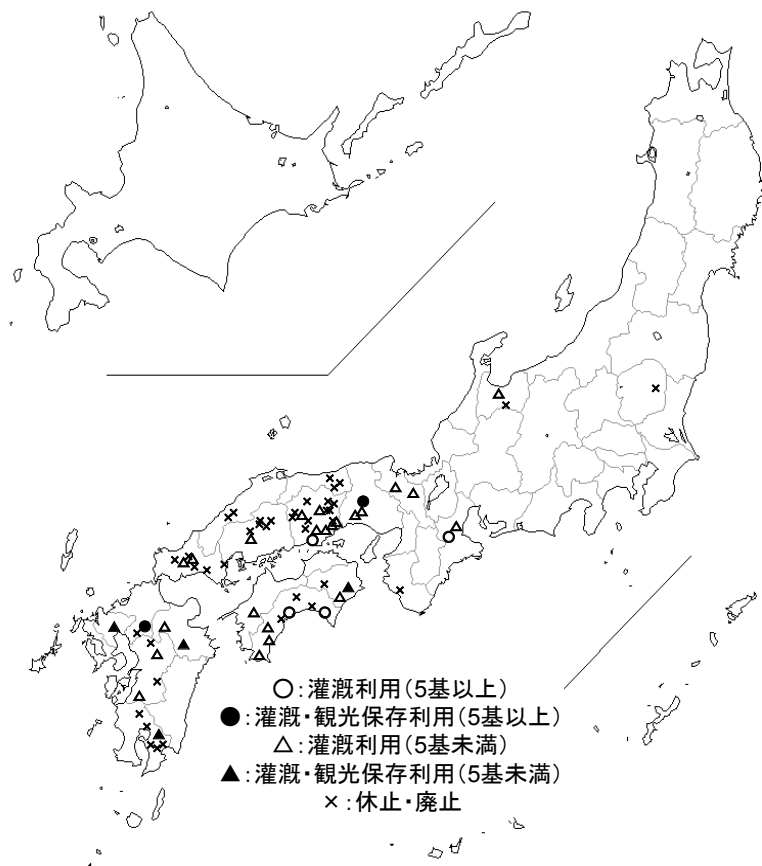 ○：灌漑利用（5基以上）
●：灌漑・観光保存利用（5基以上）
△：灌漑利用（5基未満）
▲：灌漑・観光保存利用（5基未満）
×：休止・廃止